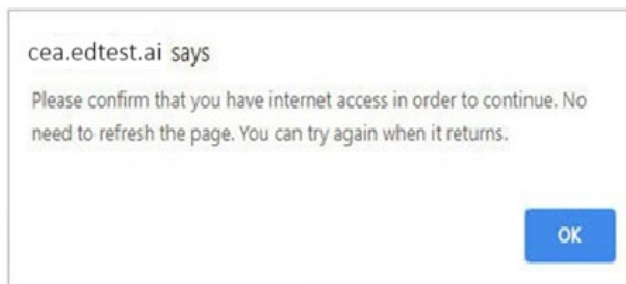 cea.edtest.ai says
Please confirm that you have internet access in order to continue. No
need to refresh the page. You can try again when it returns.
OK